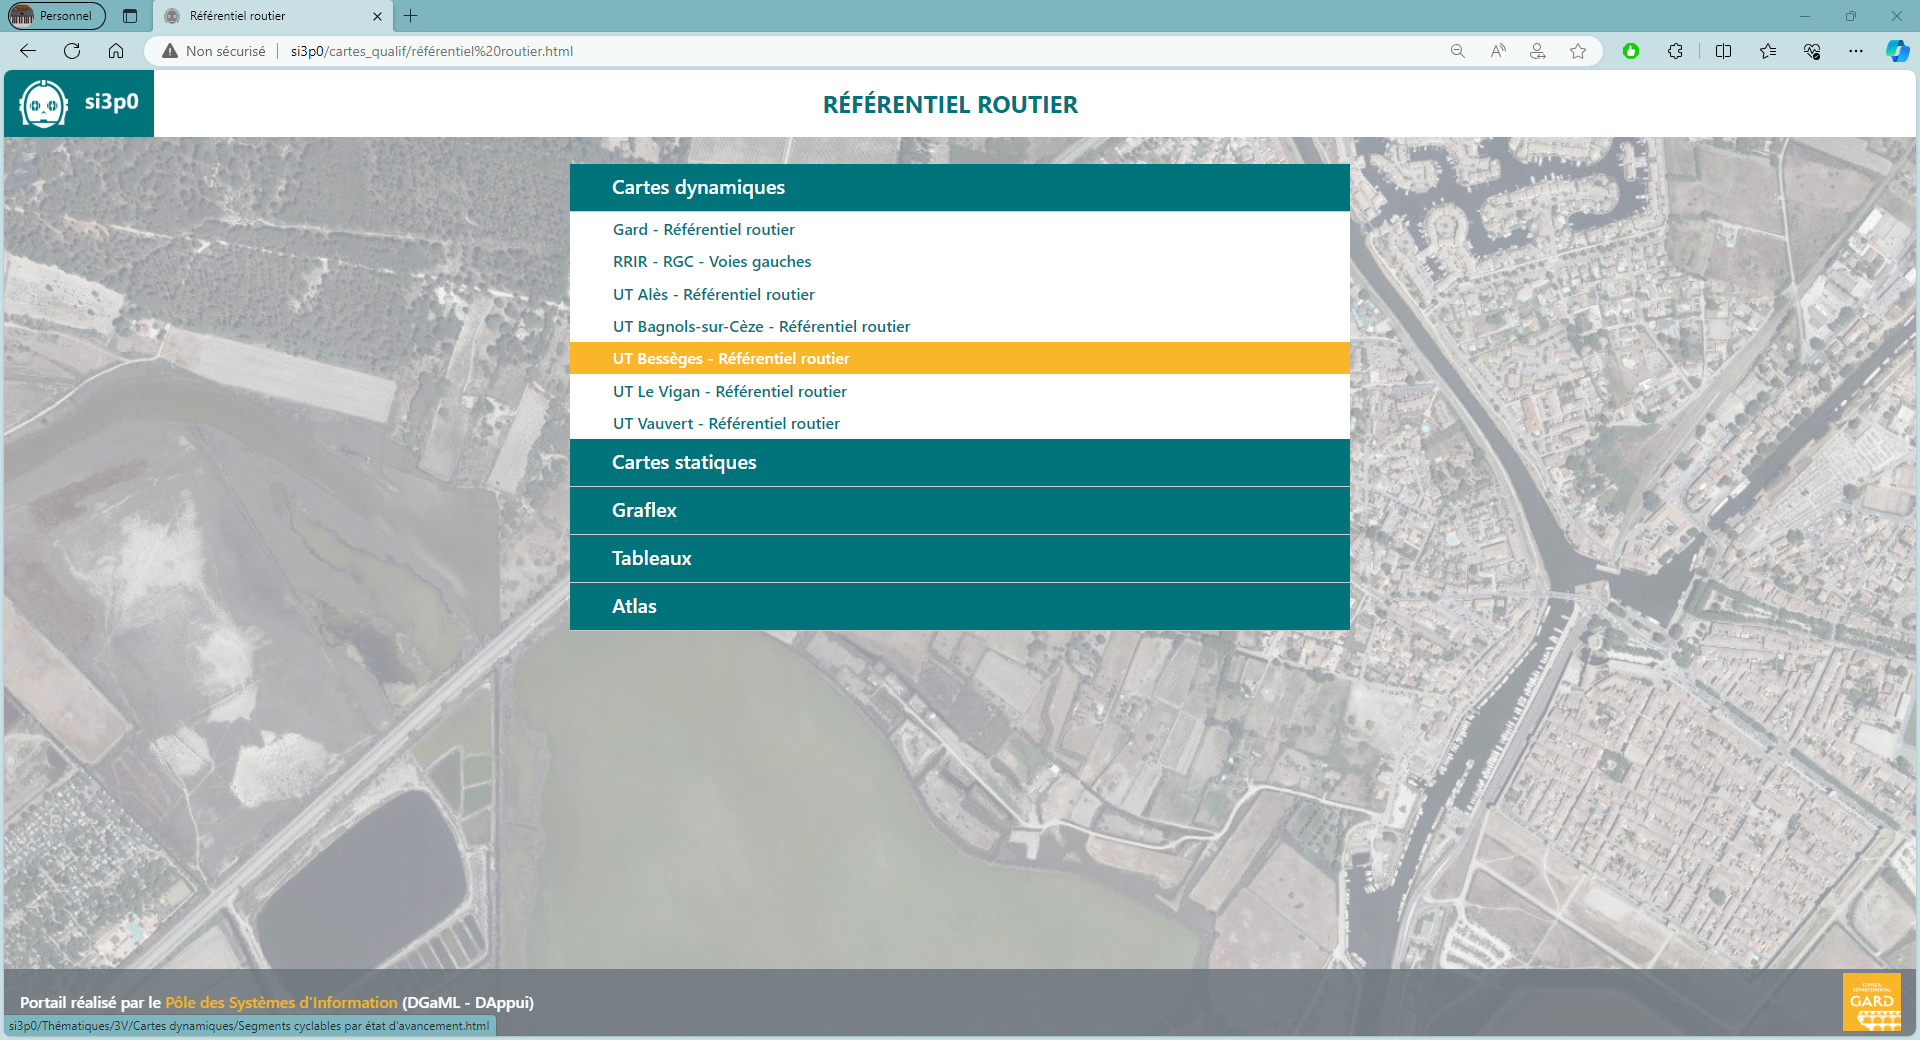 Personnel
Référentiel routier
Non sécurisé
si3p0/cartes_qualif/référentiel%20routier.html
si3p0
RÉFÉRENTIEL ROUTIER
Cartes dynamiques
Gard - Référentiel routier
RRIR - RGC - Voies gauches
UT Alès - Référentiel routier
UT Bagnols-sur-Cèze - Référentiel routier
UT Bessèges - Référentiel routier
UT Le Vigan - Référentiel routier
UT Vauvert - Référentiel routier
Cartes statiques
Graflex
Tableaux
Atlas
Portail réalisé par le Pôle des Systèmes d'Information (DGaML - DAppui)
si3p0/Thématiques/3V/Cartes dynamiques/Segments cyclables par état d'avancement.html
CONSEIL
DÉPARTEMENTAL
GARD